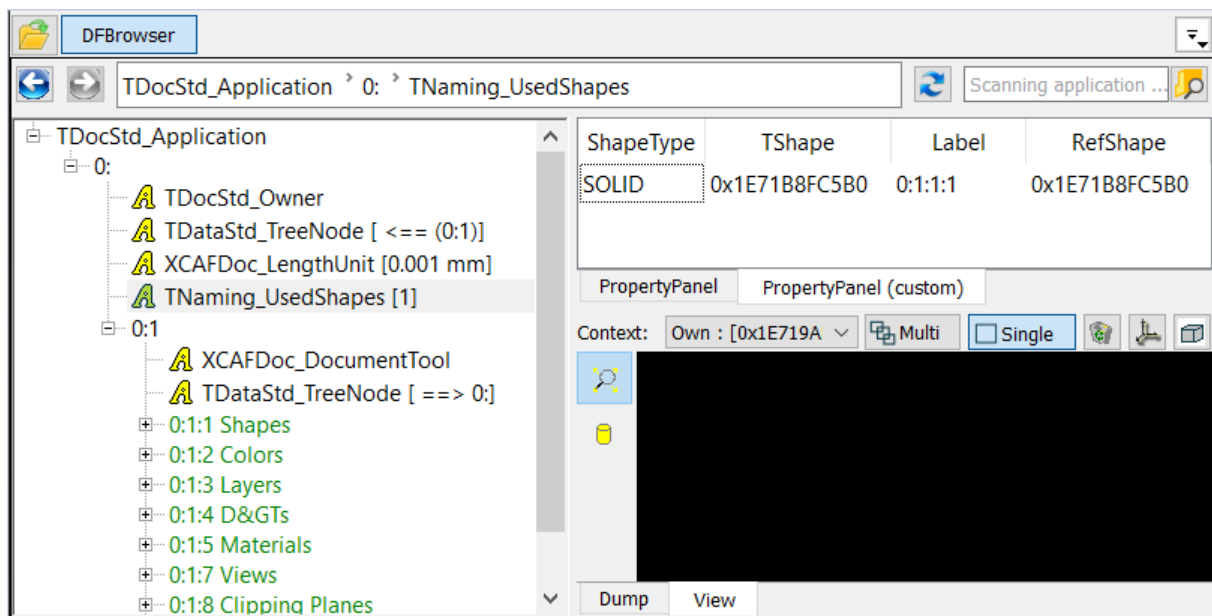 DFBrowser
TDocStd_Application > 0: > TNaming_UsedShapes
Scanning application ...
TDocStd_Application
0:
TDocStd_Owner
TDataStd_TreeNode [ <== (0:1)]
XCAFDoc_LengthUnit [0.001 mm]
TNaming_UsedShapes [1]
0:1
XCAFDoc_DocumentTool
TDataStd_TreeNode [ ==> 0:]
0:1:1 Shapes
0:1:2 Colors
0:1:3 Layers
0:1:4 D&GTs
0:1:5 Materials
0:1:7 Views
0:1:8 Clipping Planes
ShapeType TShape Label RefShape
SOLID 0x1E71B8FC5B0 0:1:1:1 0x1E71B8FC5B0
PropertyPanel PropertyPanel (custom)
Context: Own : [0x1E719A Multi Single
Dump View